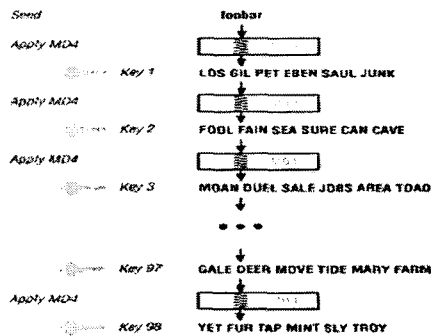 Send foobar
Apply MD4
Key 1 LOS GIL PET EBEN SAUL JUNK
Apply MD4
Key 2 FOOL FAIN SEA SURE CAN CAVE
Apply MD4
Key 3 MOAN DUEL SALE JOBS AREA TOAD
Key 97 GALE DEER MOVE TIDE MARY FARM
Apply MD4
Key 98 YET FUR TAP MINT SLY TROY